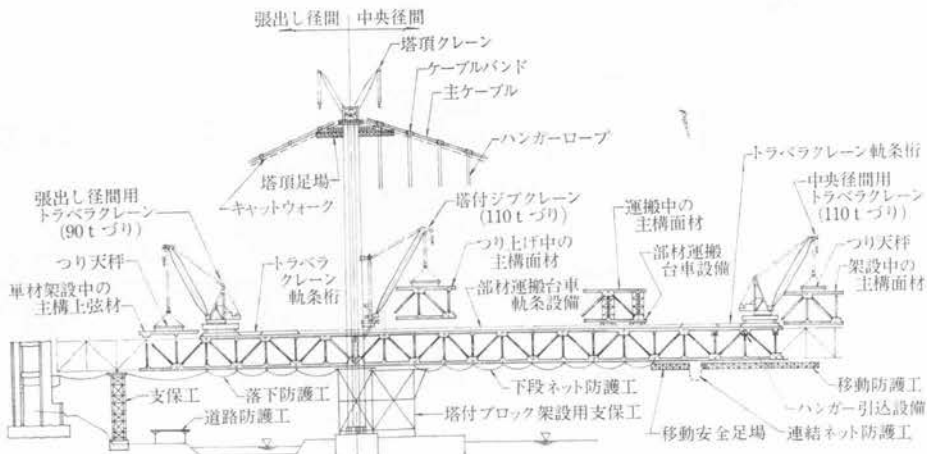 張出し径間 中央径間
塔頂クレーン
ケーブルバンド
主ケーブル
ハンガーロープ
トラベラクレーン軌条桁
塔頂足場
キャットウォーク
張出し径間用
トラベラクレーン
(90tづり)
塔付ジブクレーン
(110tづり)
運搬中の
主構面材
中央径間用
トラベラクレーン
(110tづり)
つり天秤
トラベラ
クレーン
軌条桁
つり上げ中の
主構面材
部材運搬
台車設備
つり天秤
単材架設中の
主構上弦材
部材運搬台車
軌条設備
架設中の
主構面材
支保工
落下防護工
下段ネット防護工
移動防護工
道路防護工
塔付ブロック架設用支保工
ハンガー引込設備
移動安全足場
連結ネット防護工